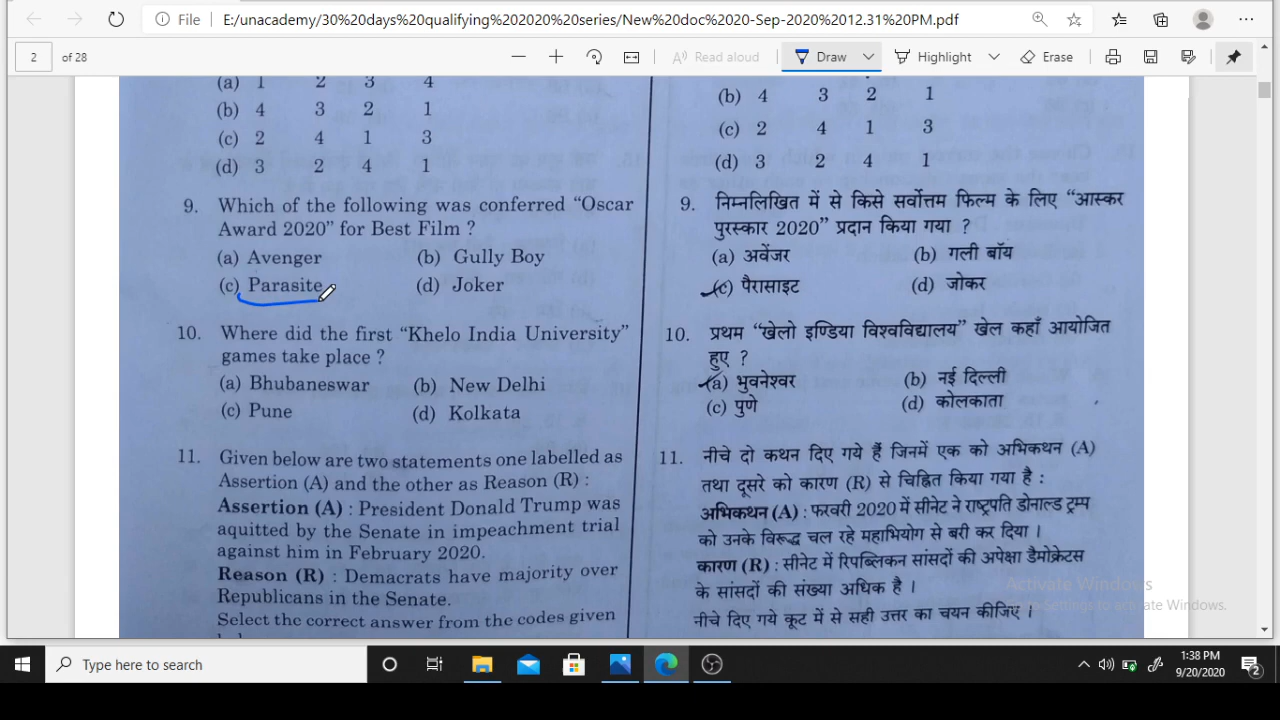 File
E:/unacademy/30%20days%20qualifying%202020%20series/New%20doc%2020-Sep-2020%2012.31%20PM.pdf
2 of 28
Read aloud
Draw
Highlight
Erase
(a) 1 2 3 4
(b) 4 3 2 1
(c) 2 4 1 3
(d) 3 2 4 1
9. Which of the following was conferred “Oscar
Award 2020” for Best Film ?
(a) Avenger (b) Gully Boy
(c) Parasite (d) Joker
10. Where did the first “Khelo India University”
games take place ?
(a) Bhubaneswar (b) New Delhi
(c) Pune (d) Kolkata
11. Given below are two statements one labelled as
Assertion (A) and the other as Reason (R) :
Assertion (A) : President Donald Trump was
aquitted by the Senate in impeachment trial
against him in February 2020.
Reason (R) : Demacrats have majority over
Republicans in the Senate.
Select the correct answer from the codes given
(b) 4 3 2 1
(c) 2 4 1 3
(d) 3 2 4 1
9. निम्नलिखित में से किसे सर्वोत्तम फिल्म के लिए “आस्कर
पुरस्कार 2020” प्रदान किया गया ?
(a) अवेंजर (b) गली बॉय
(c) पैरासाइट (d) जोकर
10. प्रथम “खेलो इण्डिया विश्वविद्यालय” खेल कहाँ आयोजित
हुए ?
(a) भुवनेश्वर (b) नई दिल्ली
(c) पुणे (d) कोलकाता
11. नीचे दो कथन दिए गये हैं जिनमें एक को अभिकथन (A)
तथा दूसरे को कारण (R) से चिह्नित किया गया है :
अभिकथन (A) : फरवरी 2020 में सीनेट ने राष्ट्रपति डोनाल्ड ट्रम्प
को उनके विरूद्ध चल रहे महाभियोग से बरी कर दिया ।
कारण (R) : सीनेट में रिपब्लिकन सांसदों की अपेक्षा डैमोक्रेटस
के सांसदों की संख्या अधिक है ।
नीचे दिए गये कूट में से सही उत्तर का चयन कीजिए ।
Activate Windows
Windows.
Type here to search
1:38 PM
9/20/2020
2